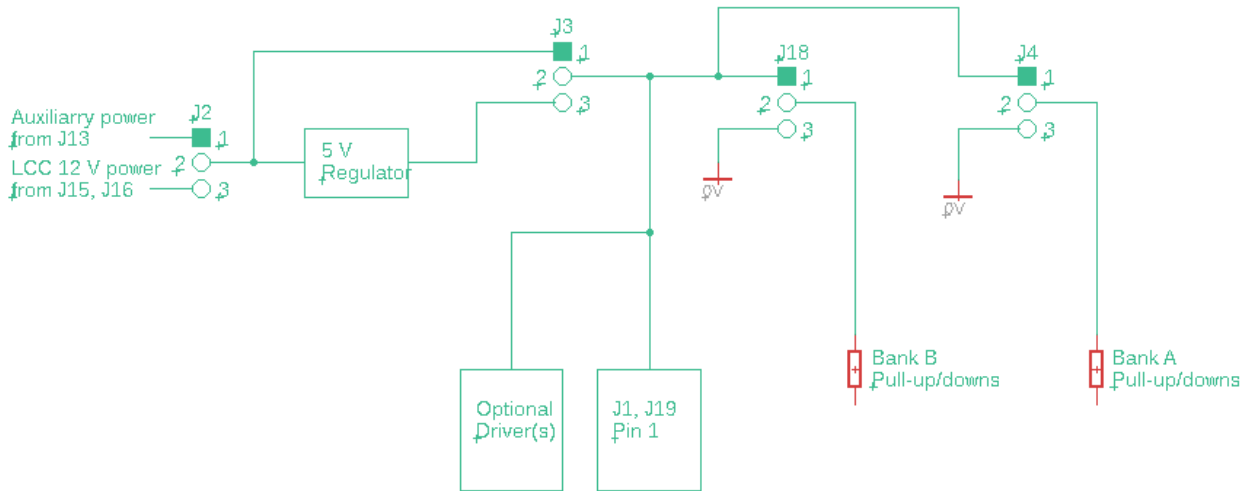 J3
1
2
3
J18
1
2
3
J4
1
2
3
Auxiliarry power
from J13
J2
1
2
LCC 12 V power
from J15, J16
3
5 V
Regulator
0V
0V
Bank B
Pull-up/downs
Bank A
Pull-up/downs
Optional
Driver(s)
J1, J19
Pin 1